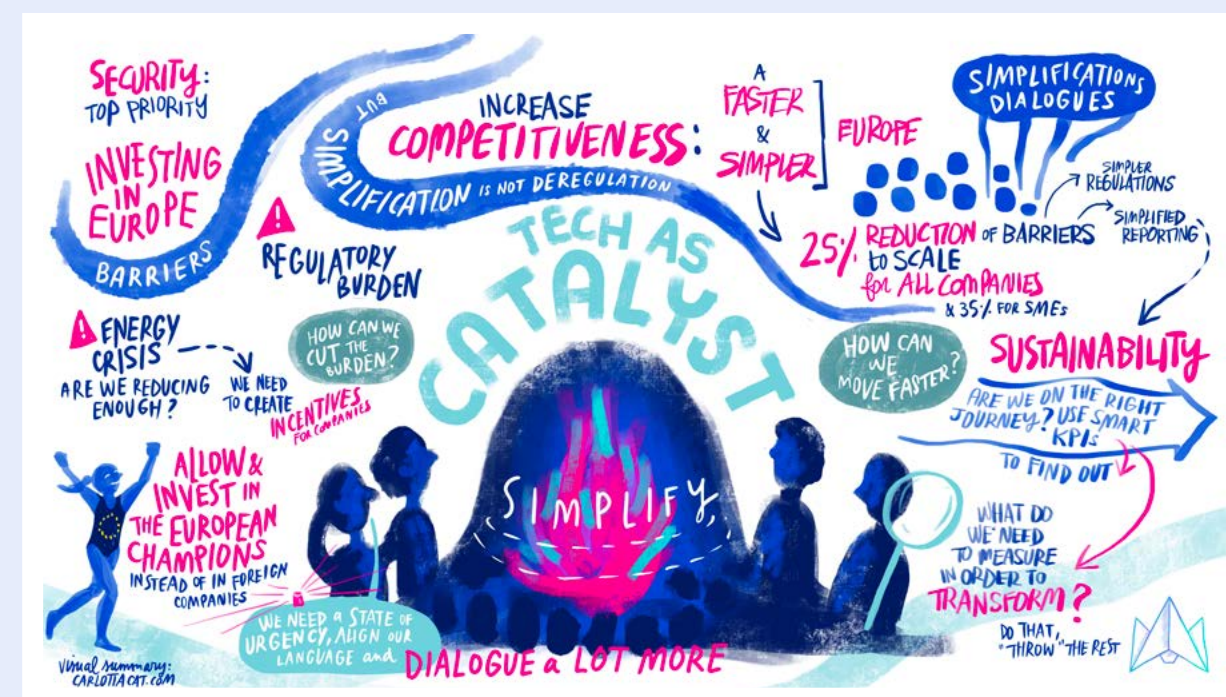 SECURITY:
TOP PRIORITY
INVESTING
IN
EUROPE
BARRIERS
BUT
SIMPLIFICATION IS NOT DEREGULATION
INCREASE
COMPETITIVENESS:
A
FASTER
&
SIMPLER
EUROPE
SIMPLIFICATIONS
DIALOGUES
SIMPLER
REGULATIONS
SIMPLIFIED
REPORTING
25% REDUCTION OF BARRIERS
to SCALE
for ALL COMPANIES
& 35% FOR SMEs
!
REGULATORY
BURDEN
TECH AS
CATALYST
! ENERGY
CRISIS
ARE WE REDUCING
ENOUGH?
WE NEED
TO CREATE
INCENTIVES
FOR COMPANIES
HOW CAN WE
CUT THE
BURDEN?
HOW CAN
WE
MOVE FASTER?
SUSTAINABILITY
ARE WE ON THE RIGHT
JOURNEY? USE SMART
KPIs
TO FIND OUT
ALLOW &
INVEST IN
THE EUROPEAN
CHAMPIONS
INSTEAD OF IN FOREIGN
COMPANIES
SIMPLIFY
WHAT DO
WE NEED
TO MEASURE
IN ORDER TO
TRANSFORM?
DO THAT,
"THROW" THE REST
WE NEED a STATE OF
URGENCY, ALIGN OUR
LANGUAGE and
DIALOGUE a LOT MORE
visual summary:
CARLOTTACAT.COM